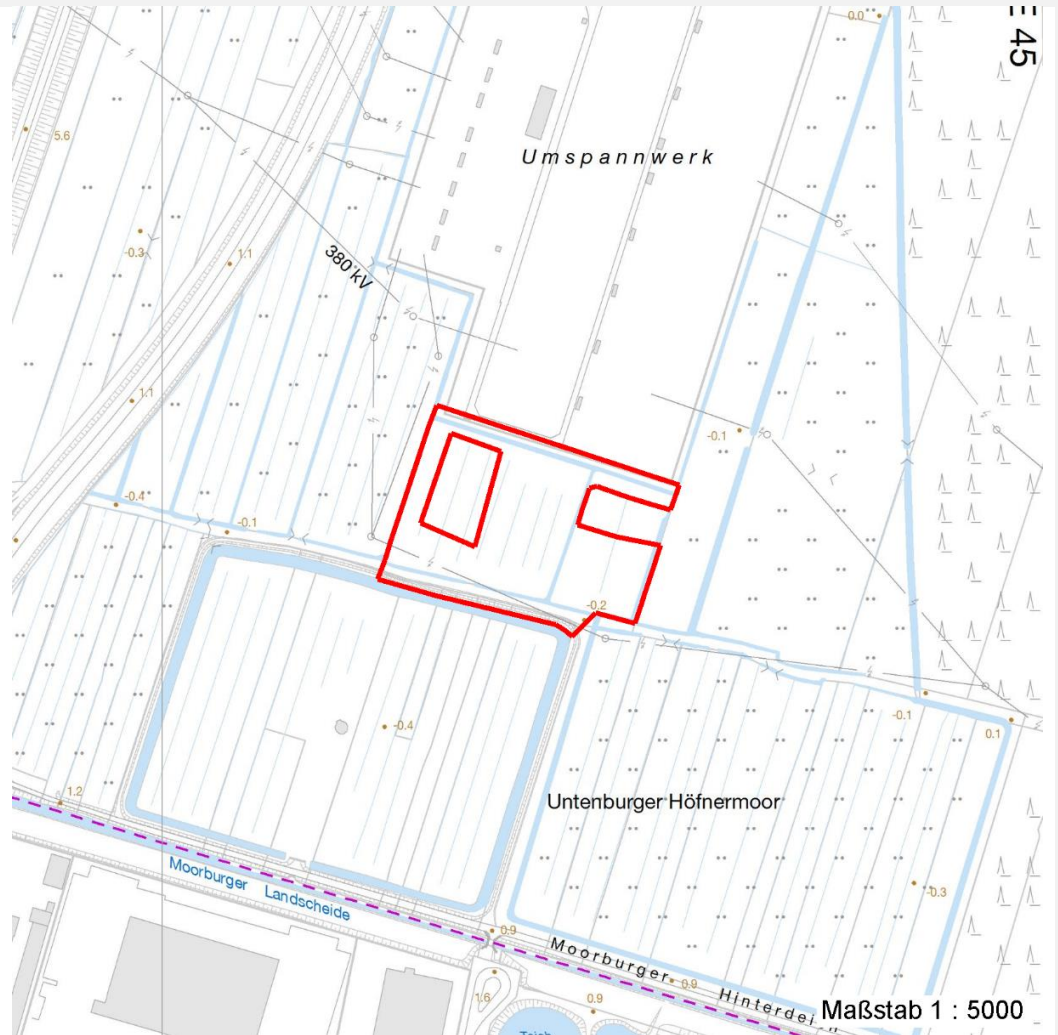 0.0
E 45
5.6
Umspannwerk
-0.3
1.1
380 kV
1.1
-0.1
-0.4
-0.1
-0.2
-0.4
-0.1
0.1
1.2
Untenburger Höfnermoor
Moorburger Landscheide
-0.3
0.9
Moorburger Hinterdeich
0.9
1.6
0.9
Maßstab 1 : 5000
Teich